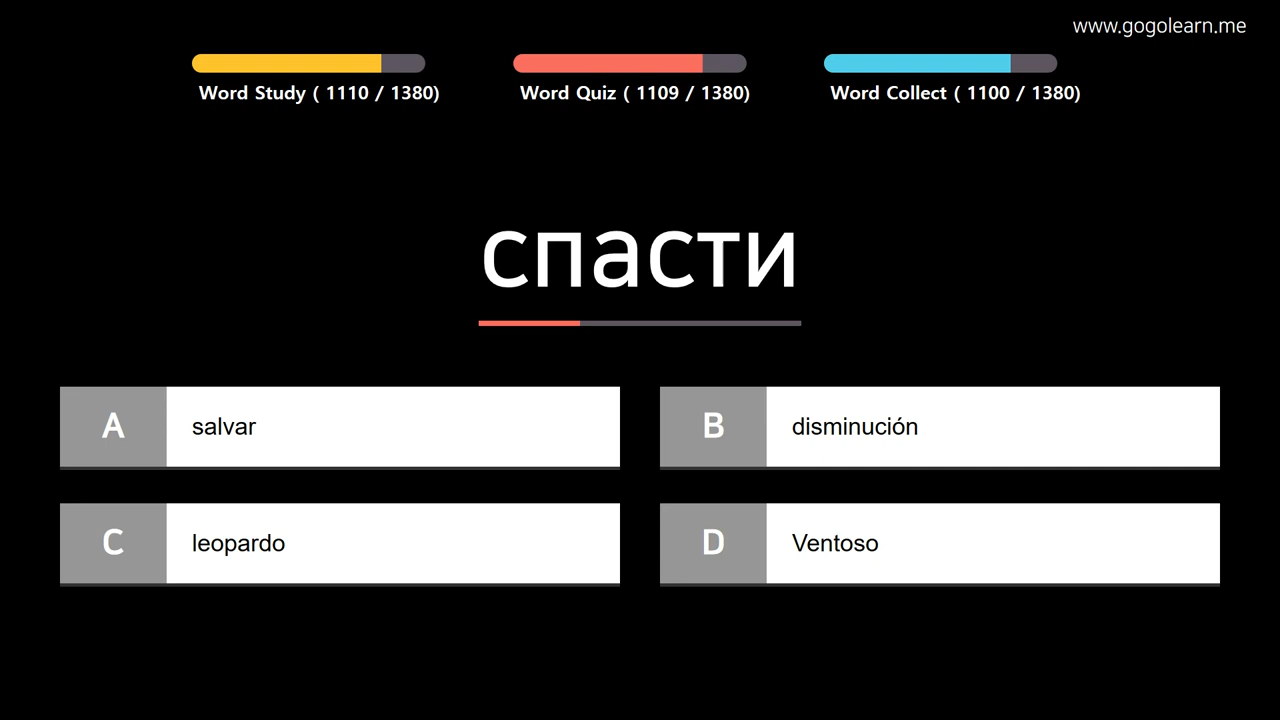 www.gogolearn.me
Word Study ( 1110 / 1380)
Word Quiz ( 1109 / 1380)
Word Collect ( 1100 / 1380)
спасти
A salvar
B disminución
C leopardo
D Ventoso